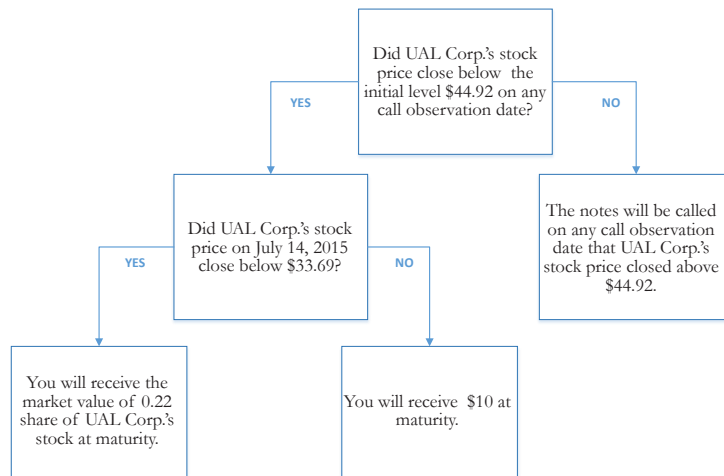 Did UAL Corp.'s stock
price close below the
initial level $44.92 on any
call observation date?
YES
NO
Did UAL Corp.'s stock
price on July 14, 2015
close below $33.69?
The notes will be called
on any call observation
date that UAL Corp.'s
stock price closed above
$44.92.
YES
NO
You will receive the
market value of 0.22
share of UAL Corp.'s
stock at maturity.
You will receive $10 at
maturity.